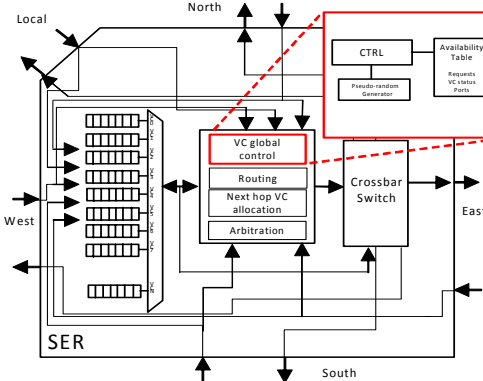 North
Local
CTRL
Availability
Table
Pseudo-random
Generator
Requests
VC status
Ports
VC global
control
Routing
Next hop VC
allocation
Arbitration
Crossbar
Switch
West
East
SER
South